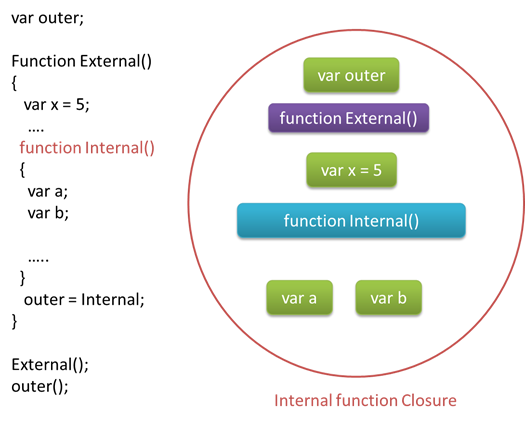 var outer;
Function External()
{
var x = 5;
....
function Internal()
{
var a;
var b;
.....
}
outer = Internal;
}
External();
outer();
var outer
function External()
var x = 5
function Internal()
var a
var b
Internal function Closure